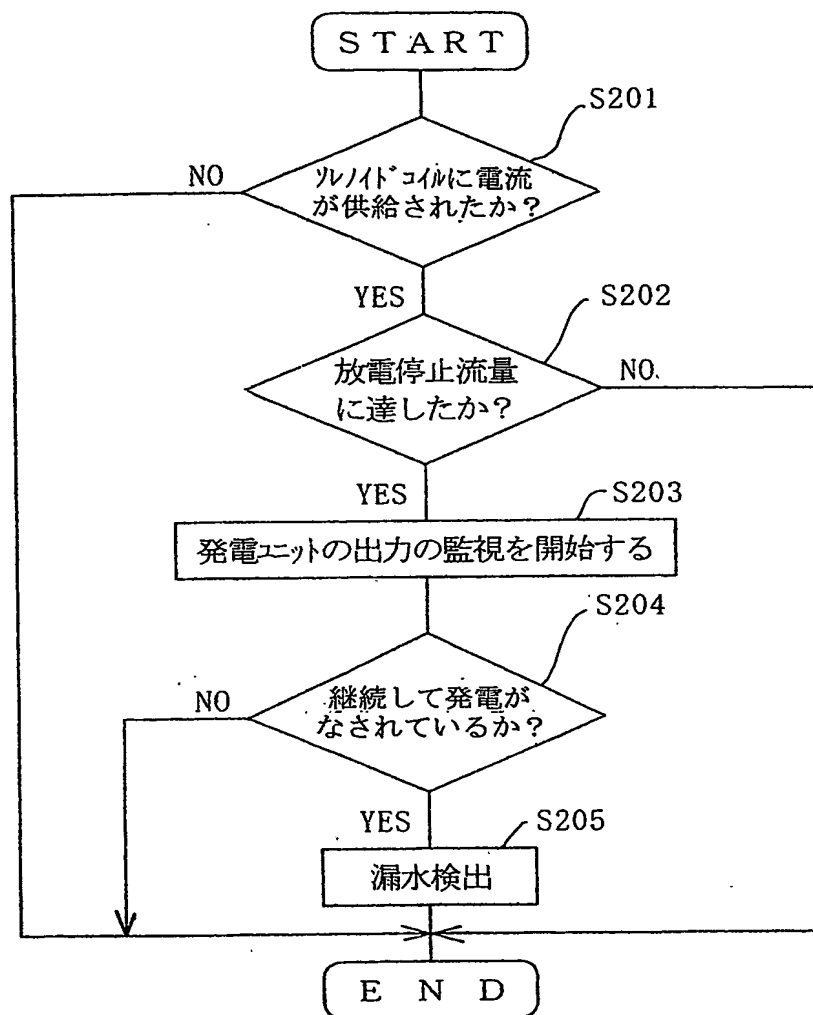 START
S201
NO
ソレノイドコイルに電流
が供給されたか?
YES
S202
放電停止流量
に達したか?
NO
YES
S203
発電ユニットの出力の監視を開始する
S204
NO
継続して発電が
なされているか?
YES
S205
漏水検出
END